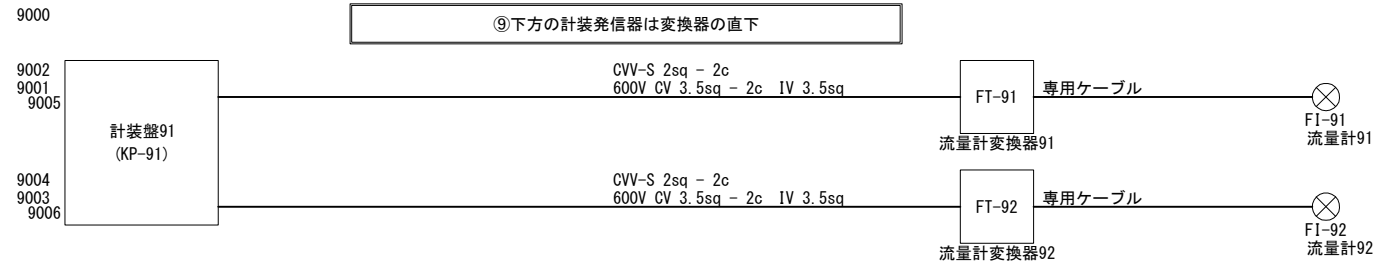 9000
⑨下方の計装発信器は変換器の直下
9002
9001
9005
計装盤91
(KP-91)
CVV-S 2sq - 2c
600V CV 3.5sq - 2c IV 3.5sq
FT-91
流量計変換器91
専用ケーブル
FI-91
流量計91
9004
9003
9006
CVV-S 2sq - 2c
600V CV 3.5sq - 2c IV 3.5sq
FT-92
流量計変換器92
専用ケーブル
FI-92
流量計92